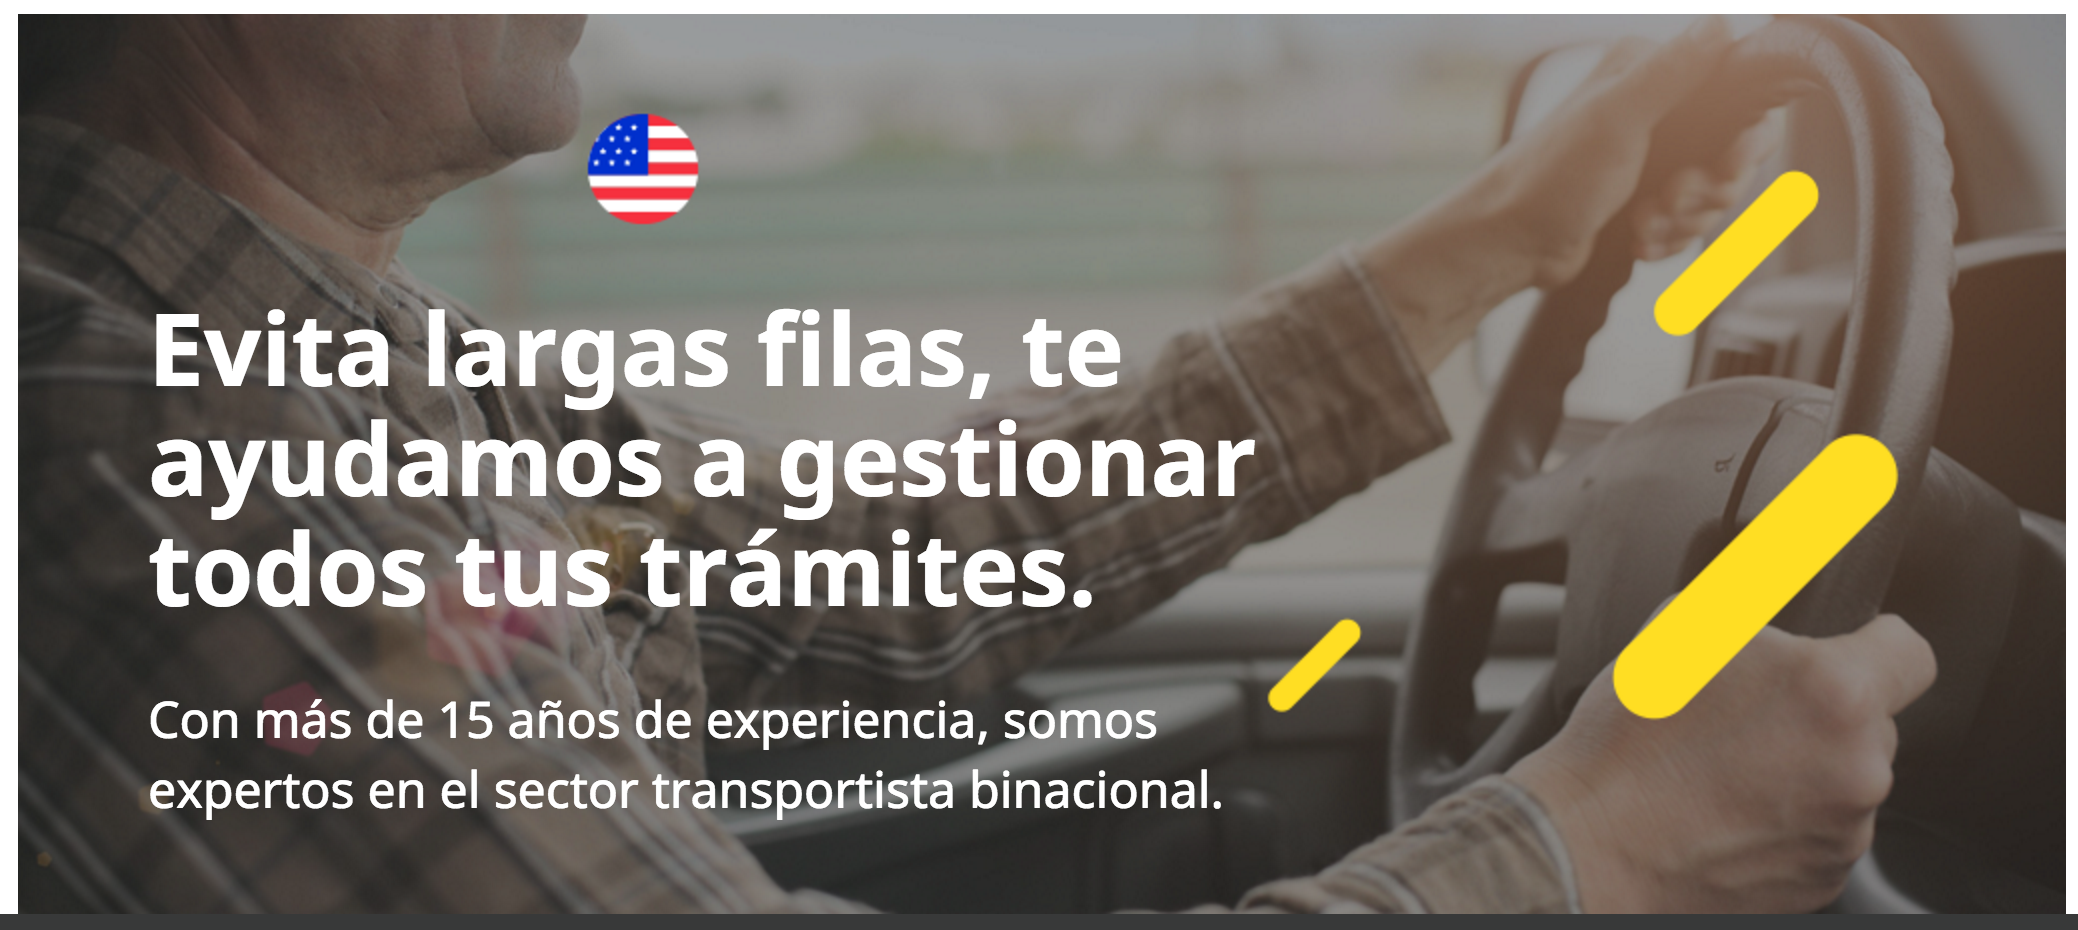 Evita largas filas, te
ayudamos a gestionar
todos tus trámites.
Con más de 15 años de experiencia, somos
expertos en el sector transportista binacional.